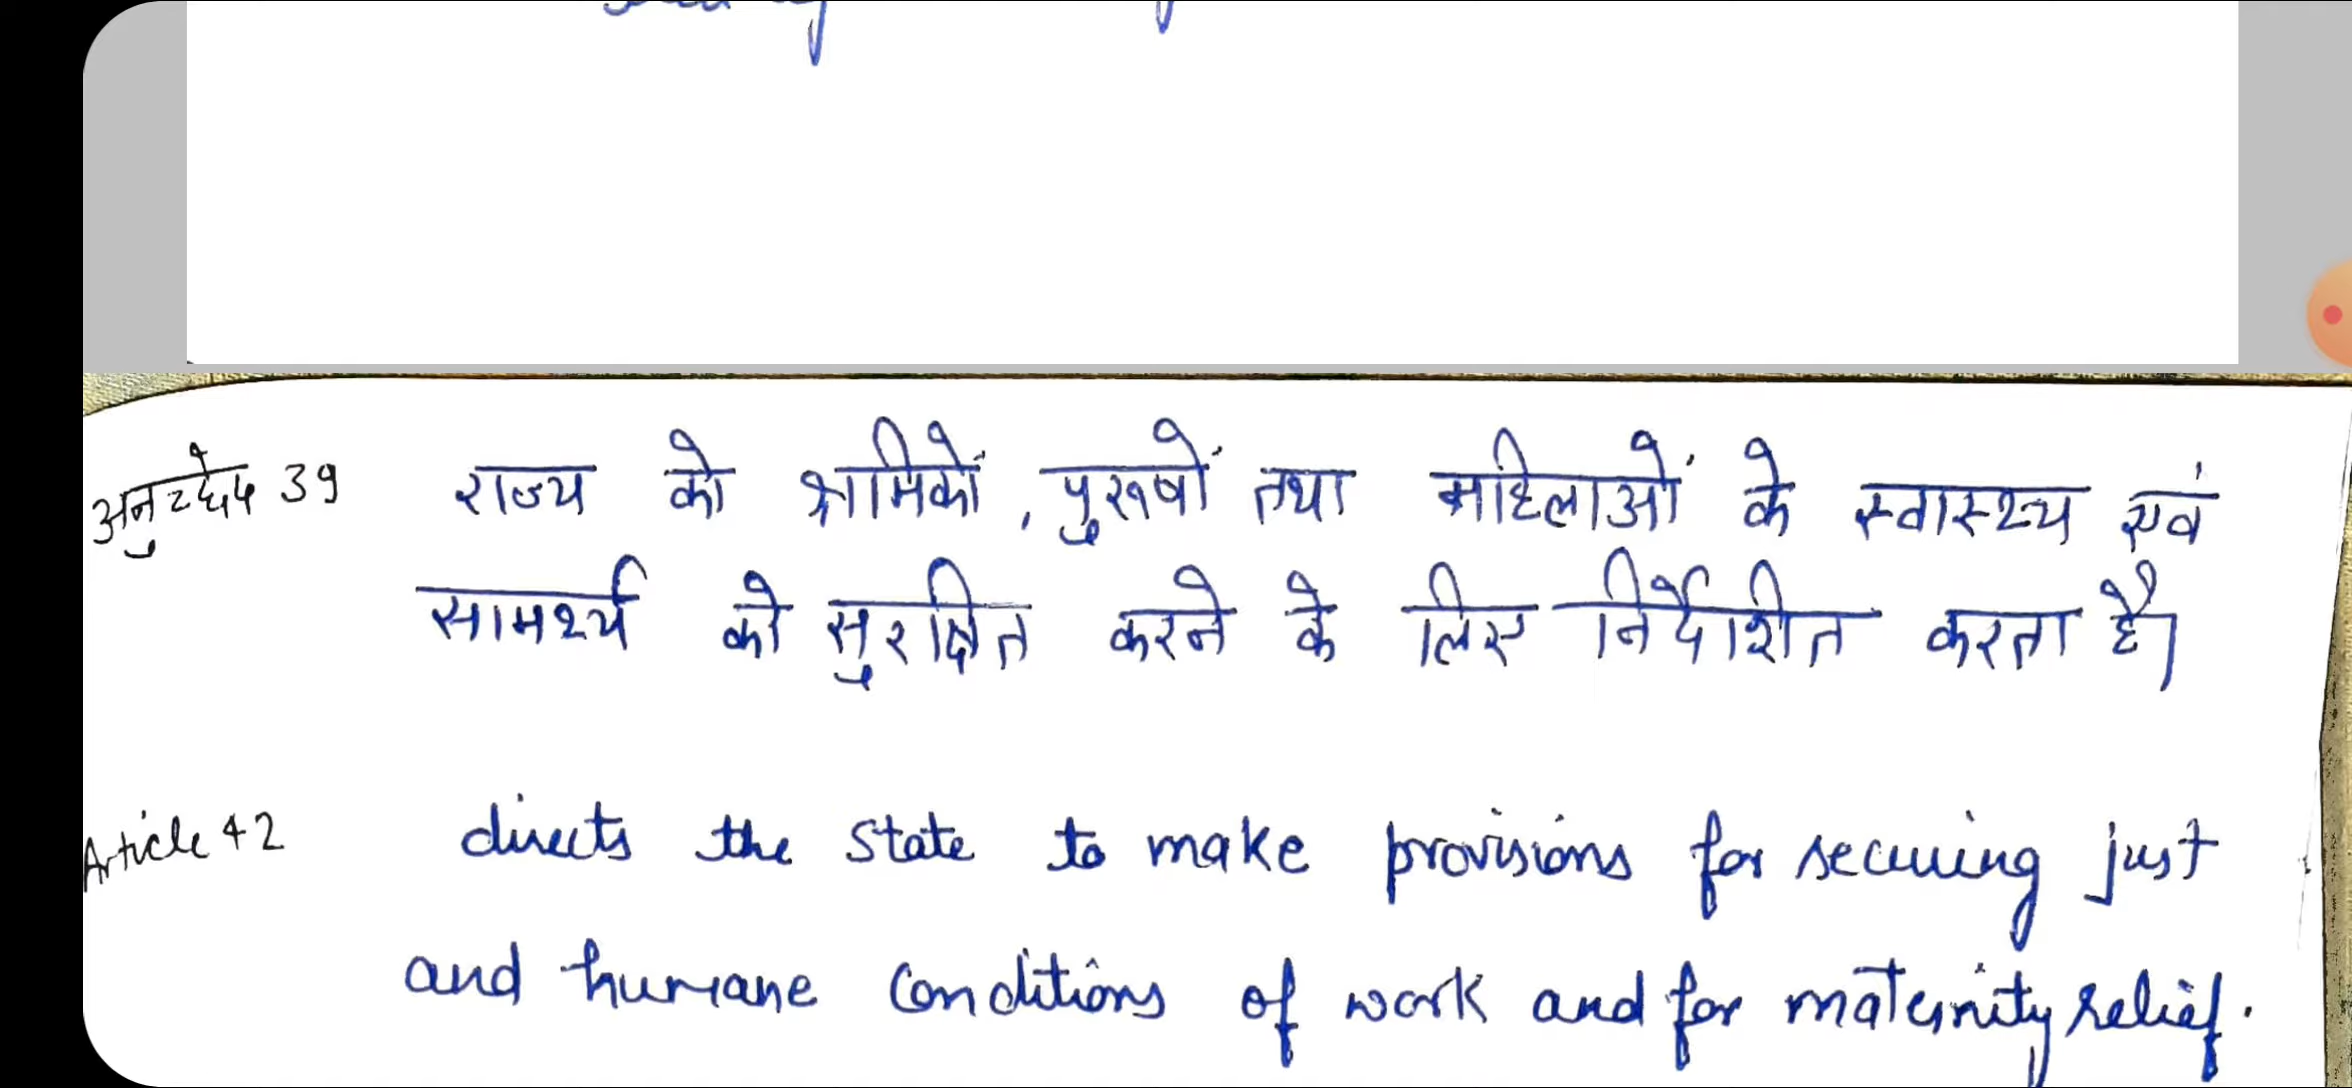 अनुच्छेद 39 राज्य को श्रमिकों, पुरूषों तथा महिलाओं के स्वास्थ्य एवं
सामर्थ्य को सुरक्षित करने के लिए निर्देशित करता है।
Article 42 directs the state to make provisions for securing just
and humane conditions of work and for maternity relief.